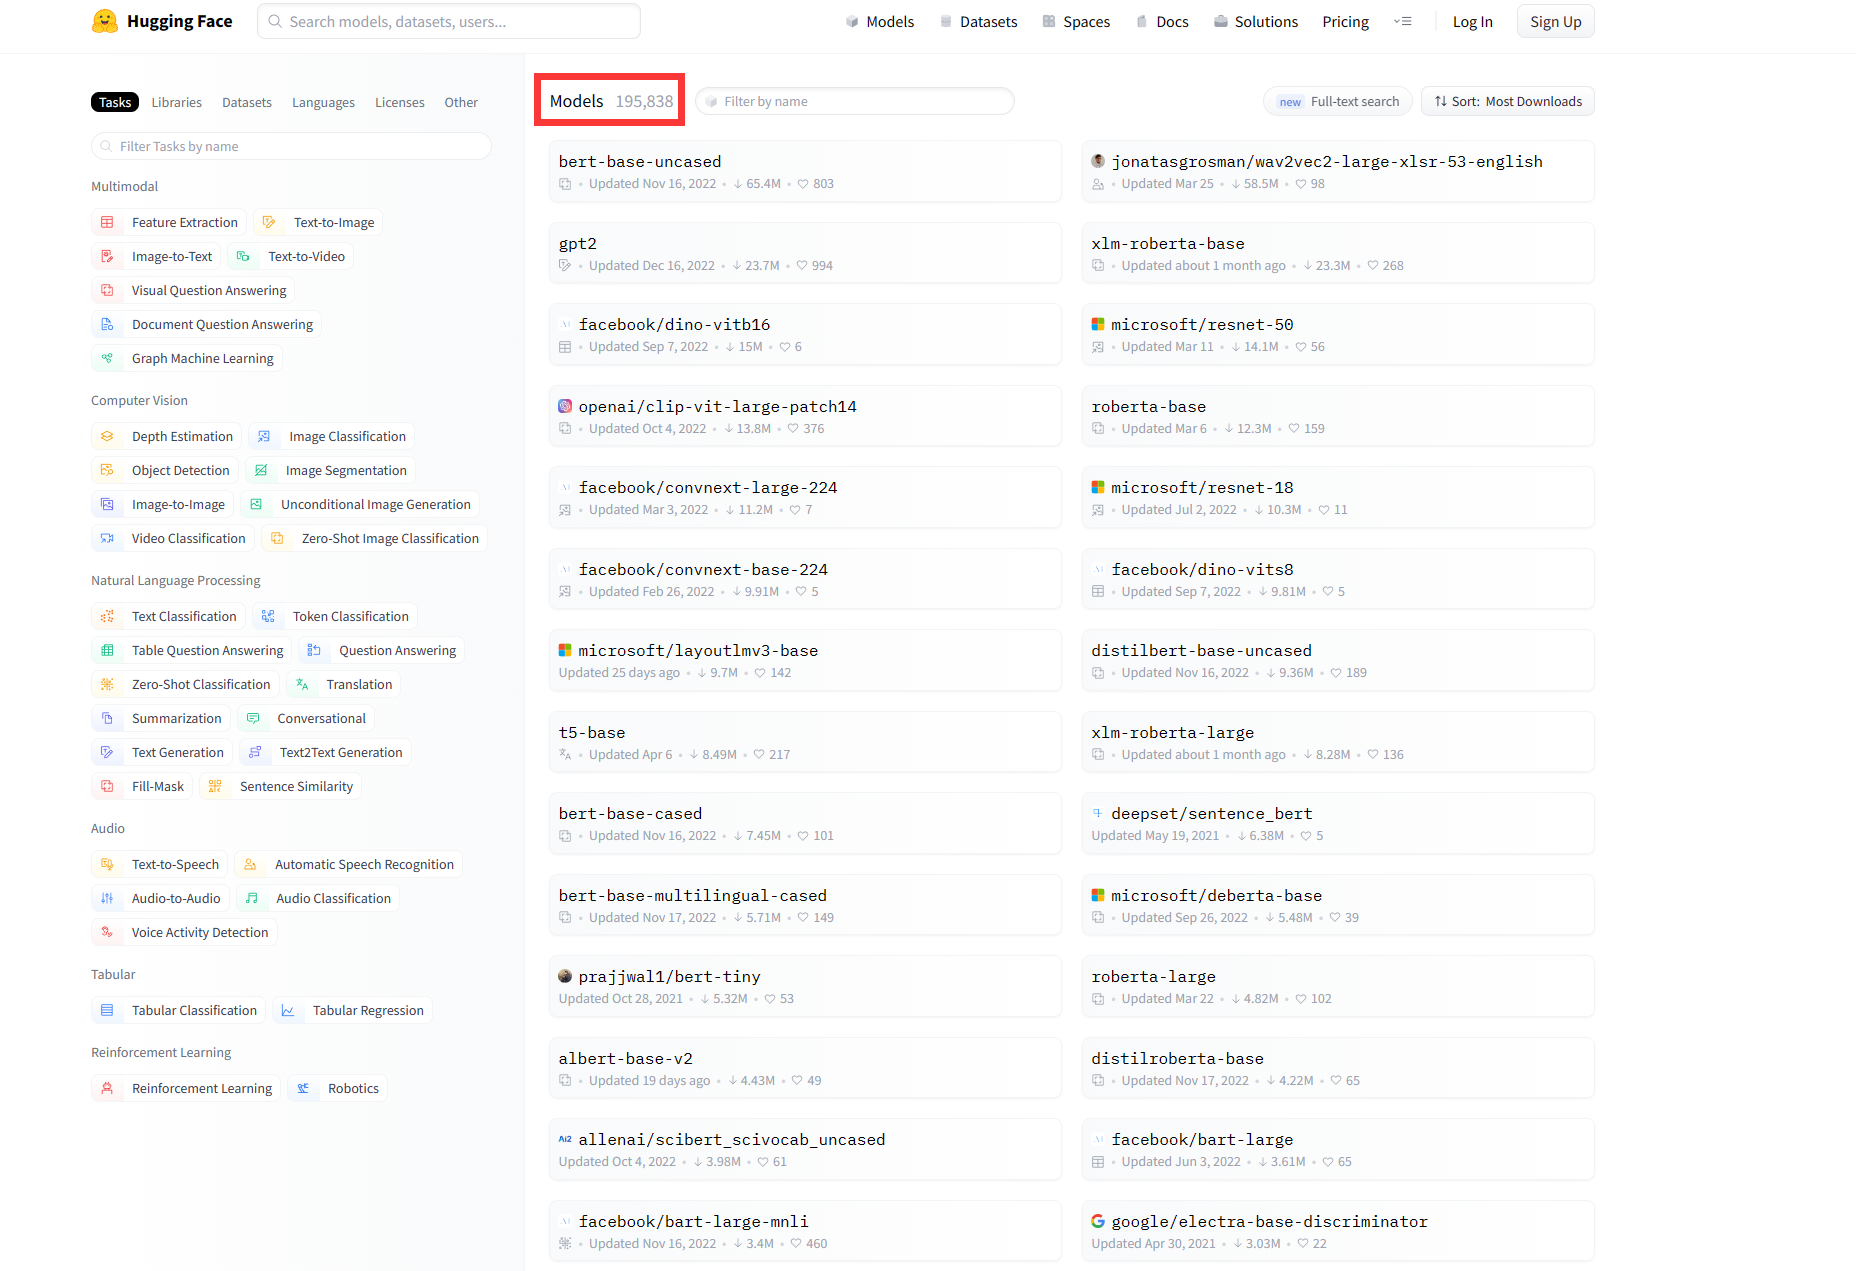 Hugging Face
Search models, datasets, users...
Models
Datasets
Spaces
Docs
Solutions
Pricing
Log In
Sign Up
Tasks
Libraries
Datasets
Languages
Licenses
Other
Filter Tasks by name
Multimodal
Feature Extraction
Text-to-Image
Image-to-Text
Text-to-Video
Visual Question Answering
Document Question Answering
Graph Machine Learning
Computer Vision
Depth Estimation
Image Classification
Object Detection
Image Segmentation
Image-to-Image
Unconditional Image Generation
Video Classification
Zero-Shot Image Classification
Natural Language Processing
Text Classification
Token Classification
Table Question Answering
Question Answering
Zero-Shot Classification
Translation
Summarization
Conversational
Text Generation
Text2Text Generation
Fill-Mask
Sentence Similarity
Audio
Text-to-Speech
Automatic Speech Recognition
Audio-to-Audio
Audio Classification
Voice Activity Detection
Tabular
Tabular Classification
Tabular Regression
Reinforcement Learning
Reinforcement Learning
Robotics
Models 195,838
Filter by name
new Full-text search
Sort: Most Downloads
bert-base-uncased
Updated Nov 16, 2022 • 65.4M • 803
jonatasgrosman/wav2vec2-large-xlsr-53-english
Updated Mar 25 • 58.5M • 98
gpt2
Updated Dec 16, 2022 • 23.7M • 994
xlm-roberta-base
Updated about 1 month ago • 23.3M • 268
facebook/dino-vitb16
Updated Sep 7, 2022 • 15M • 6
microsoft/resnet-50
Updated Mar 11 • 14.1M • 56
openai/clip-vit-large-patch14
Updated Oct 4, 2022 • 13.8M • 376
roberta-base
Updated Mar 6 • 12.3M • 159
facebook/convnext-large-224
Updated Mar 3, 2022 • 11.2M • 7
microsoft/resnet-18
Updated Jul 2, 2022 • 10.3M • 11
facebook/convnext-base-224
Updated Feb 26, 2022 • 9.91M • 5
facebook/dino-vits8
Updated Sep 7, 2022 • 9.81M • 5
microsoft/layoutlmv3-base
Updated 25 days ago • 9.7M • 142
distilbert-base-uncased
Updated Nov 16, 2022 • 9.36M • 189
t5-base
Updated Apr 6 • 8.49M • 217
xlm-roberta-large
Updated about 1 month ago • 8.28M • 136
bert-base-cased
Updated Nov 16, 2022 • 7.45M • 101
deepset/sentence_bert
Updated May 19, 2021 • 6.38M • 5
bert-base-multilingual-cased
Updated Nov 17, 2022 • 5.71M • 149
microsoft/deberta-base
Updated Sep 26, 2022 • 5.48M • 39
prajjwal1/bert-tiny
Updated Oct 28, 2021 • 5.32M • 53
roberta-large
Updated Mar 22 • 4.82M • 102
albert-base-v2
Updated 19 days ago • 4.43M • 49
distilroberta-base
Updated Nov 17, 2022 • 4.22M • 65
Ai2 allenai/scibert_scivocab_uncased
Updated Oct 4, 2022 • 3.98M • 61
facebook/bart-large
Updated Jun 3, 2022 • 3.61M • 65
facebook/bart-large-mnli
Updated Nov 16, 2022 • 3.4M • 460
google/electra-base-discriminator
Updated Apr 30, 2021 • 3.03M • 22